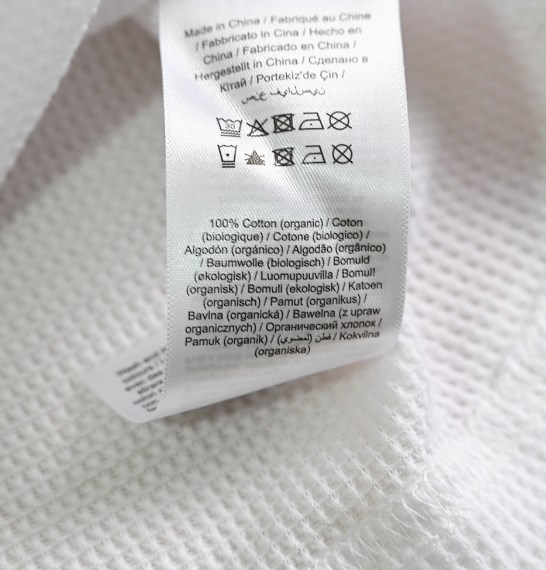 Made in China / Fabriqué au Chine
/ Fabbricato in Cina / Hecho en
China / Fabricado en China /
Hergestellt in China / Сделано в
Китай / Portekiz'de Çin /
30
100% Cotton (organic) / Coton
(biologique) / Cotone (biologico) /
Algodón (orgánico) / Algodão (orgânico)
/ Baumwolle (biologisch) / Bomuld
(økologisk) / Luomupuuvilla / Bomull
(organisk) / Bomull (ekologisk) / Katoen
(organisch) / Pamut (organikus) /
Bavlna (organická) / Bawełna (z upraw
organicznych) / Органический хлопок /
Pamuk (organik) / قطن (لعضوي) / Kokvilna
(organiska)